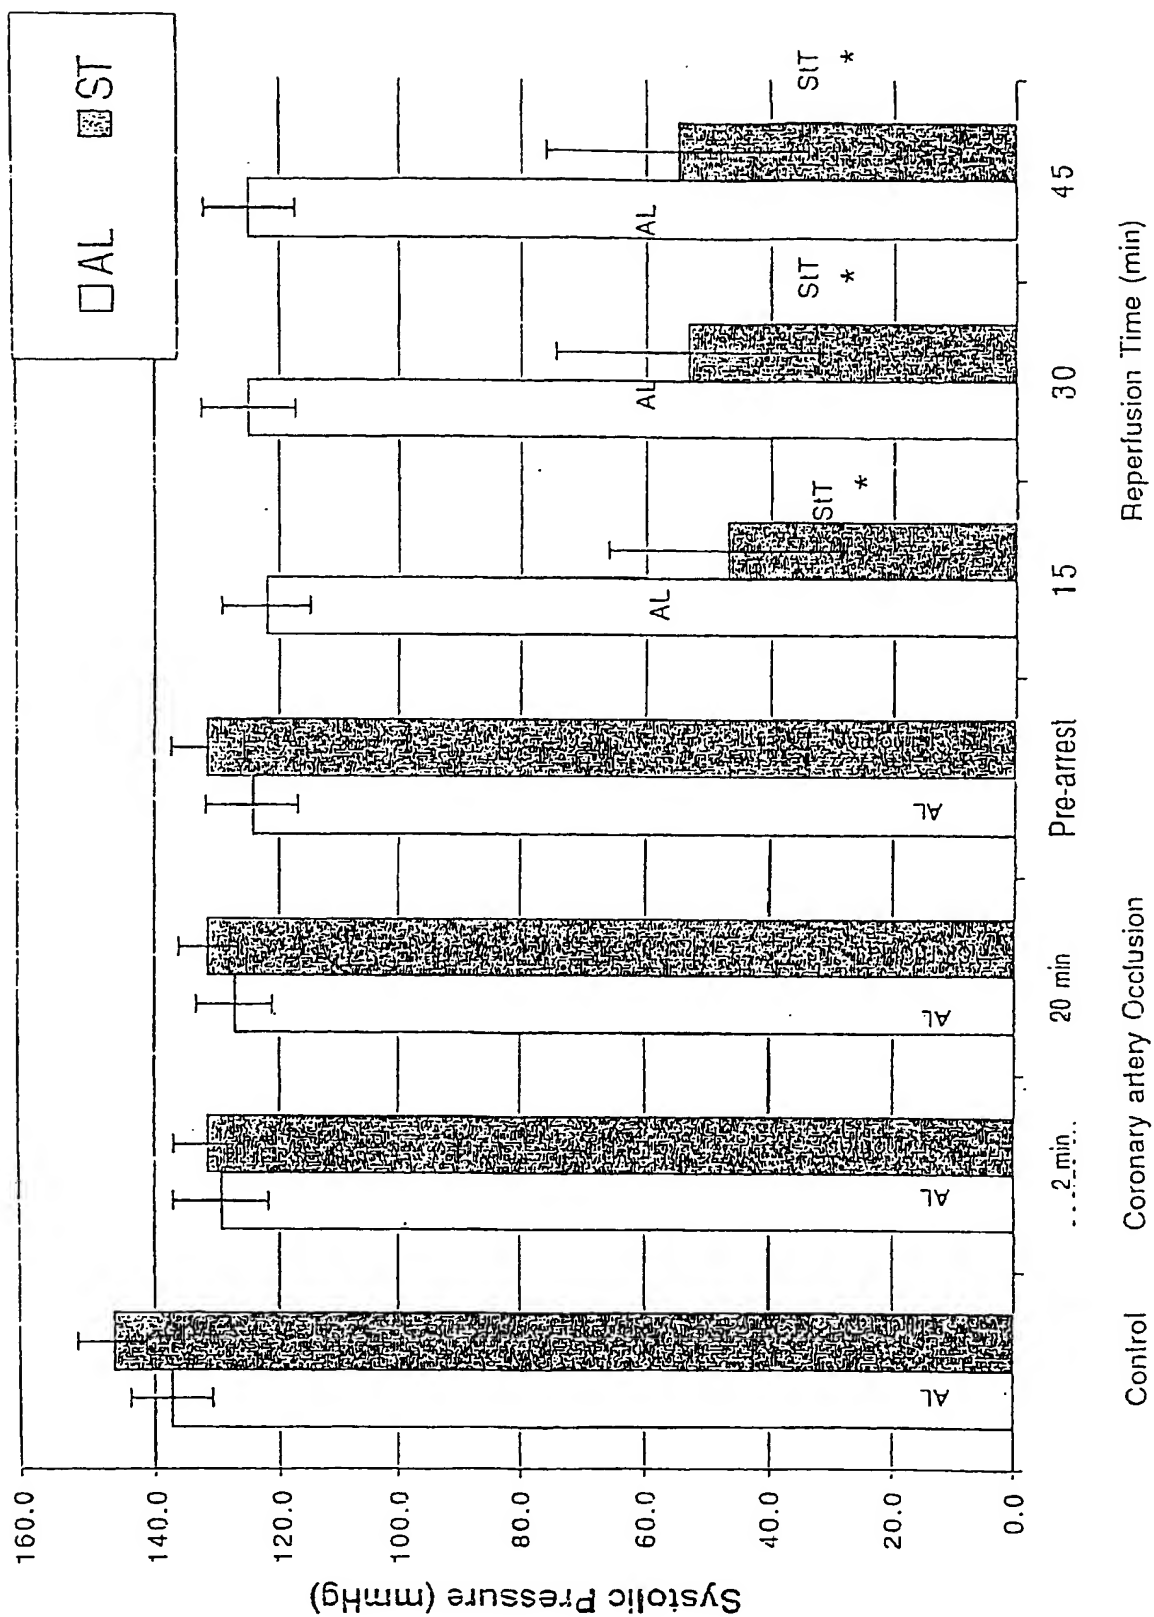 AL ST
160.0
140.0
120.0
100.0
80.0
60.0
40.0
20.0
0.0
Systolic Pressure (mmHg)
AL
AL
AL
AL
AL
StT
*
AL
StT
*
AL
StT
*
2 min 20 min Pre-arrest 15 30 45
Control Coronary artery Occlusion Reperfusion Time (min)